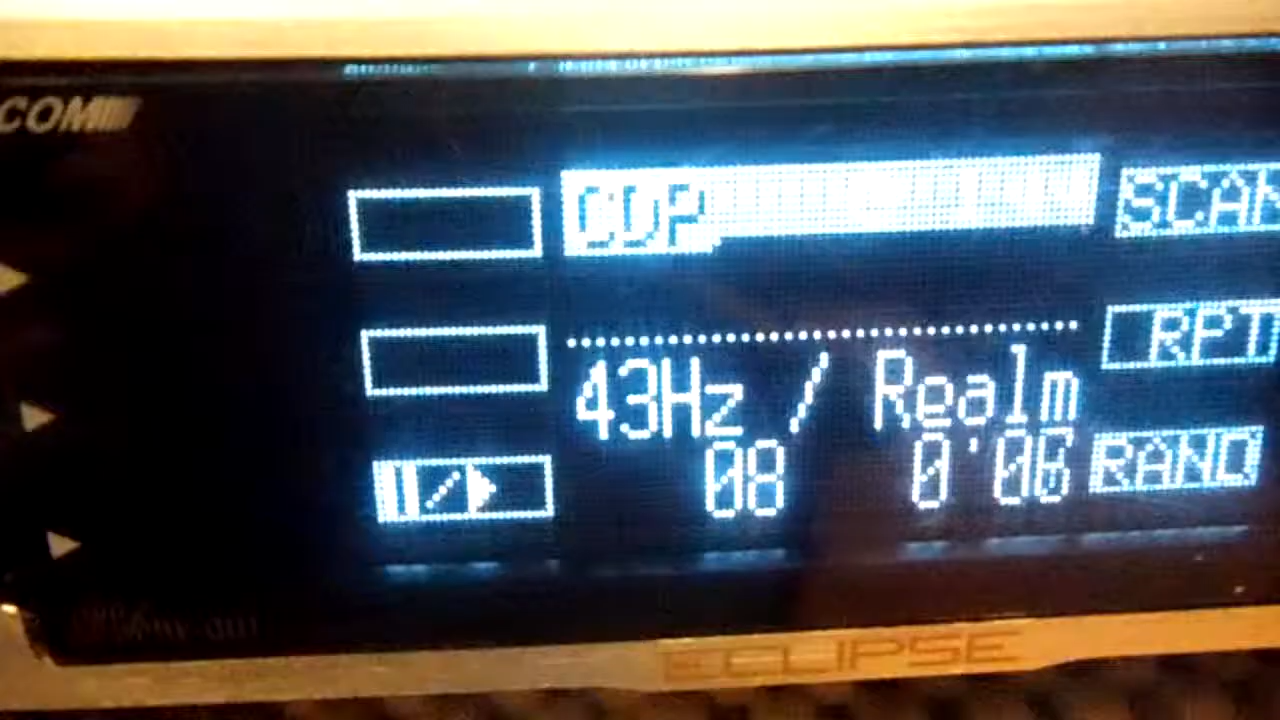 COM
CDP
SCAN
43Hz / Realm
RPT
08 0'06
RAND
ECLIPSE